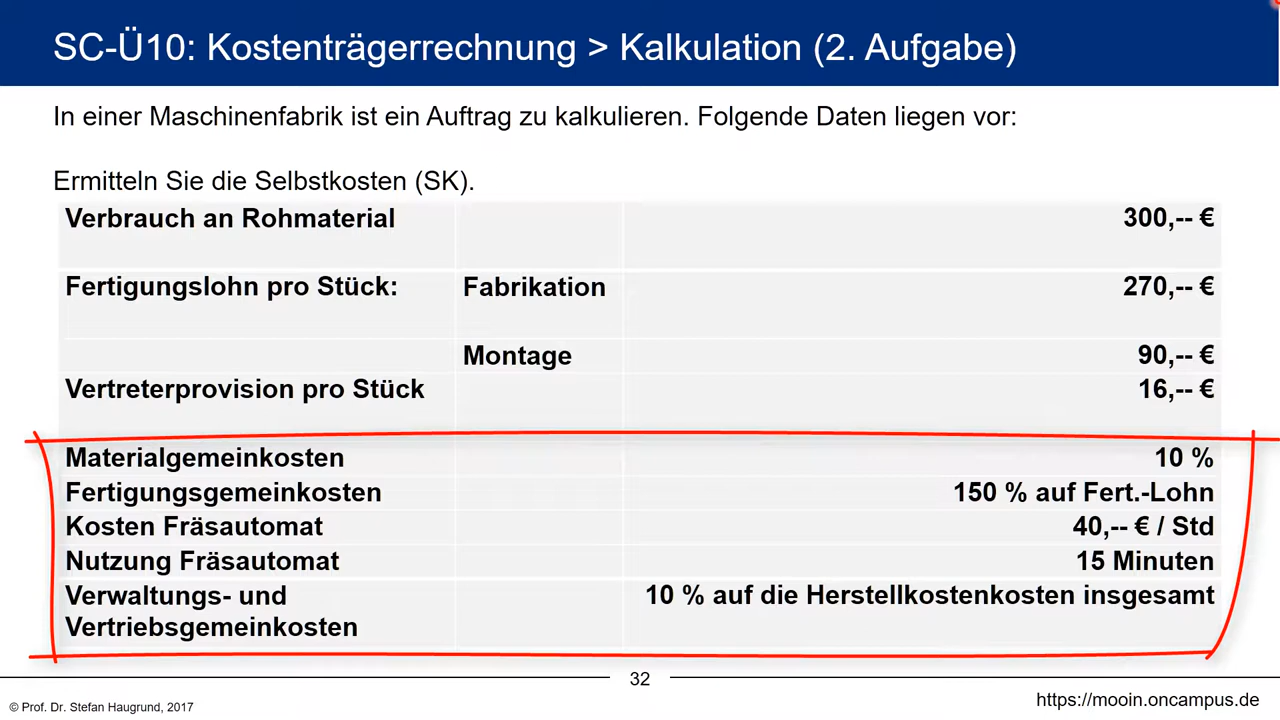 SC-Ü10: Kostenträgerrechnung > Kalkulation (2. Aufgabe)
In einer Maschinenfabrik ist ein Auftrag zu kalkulieren. Folgende Daten liegen vor:
Ermitteln Sie die Selbstkosten (SK).
Verbrauch an Rohmaterial 300,-- €
Fertigungslohn pro Stück: Fabrikation 270,-- €
Montage 90,-- €
Vertreterprovision pro Stück 16,-- €
Materialgemeinkosten 10 %
Fertigungsgemeinkosten 150 % auf Fert.-Lohn
Kosten Fräsautomat 40,-- € / Std
Nutzung Fräsautomat 15 Minuten
Verwaltungs- und 10 % auf die Herstellkostenkosten insgesamt
Vertriebsgemeinkosten
32
© Prof. Dr. Stefan Haugrund, 2017
https://mooin.oncampus.de